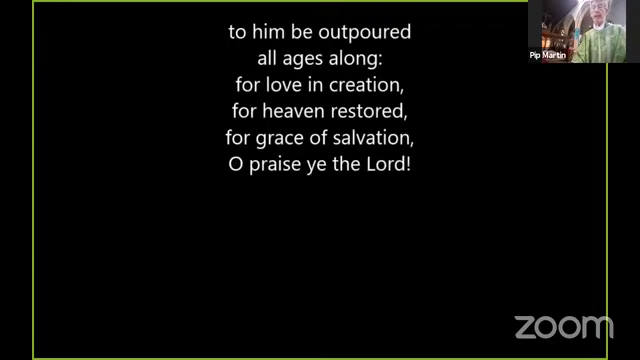 to him be outpoured
all ages along:
for love in creation,
for heaven restored,
for grace of salvation,
O praise ye the Lord!
Pip Martin
zoom